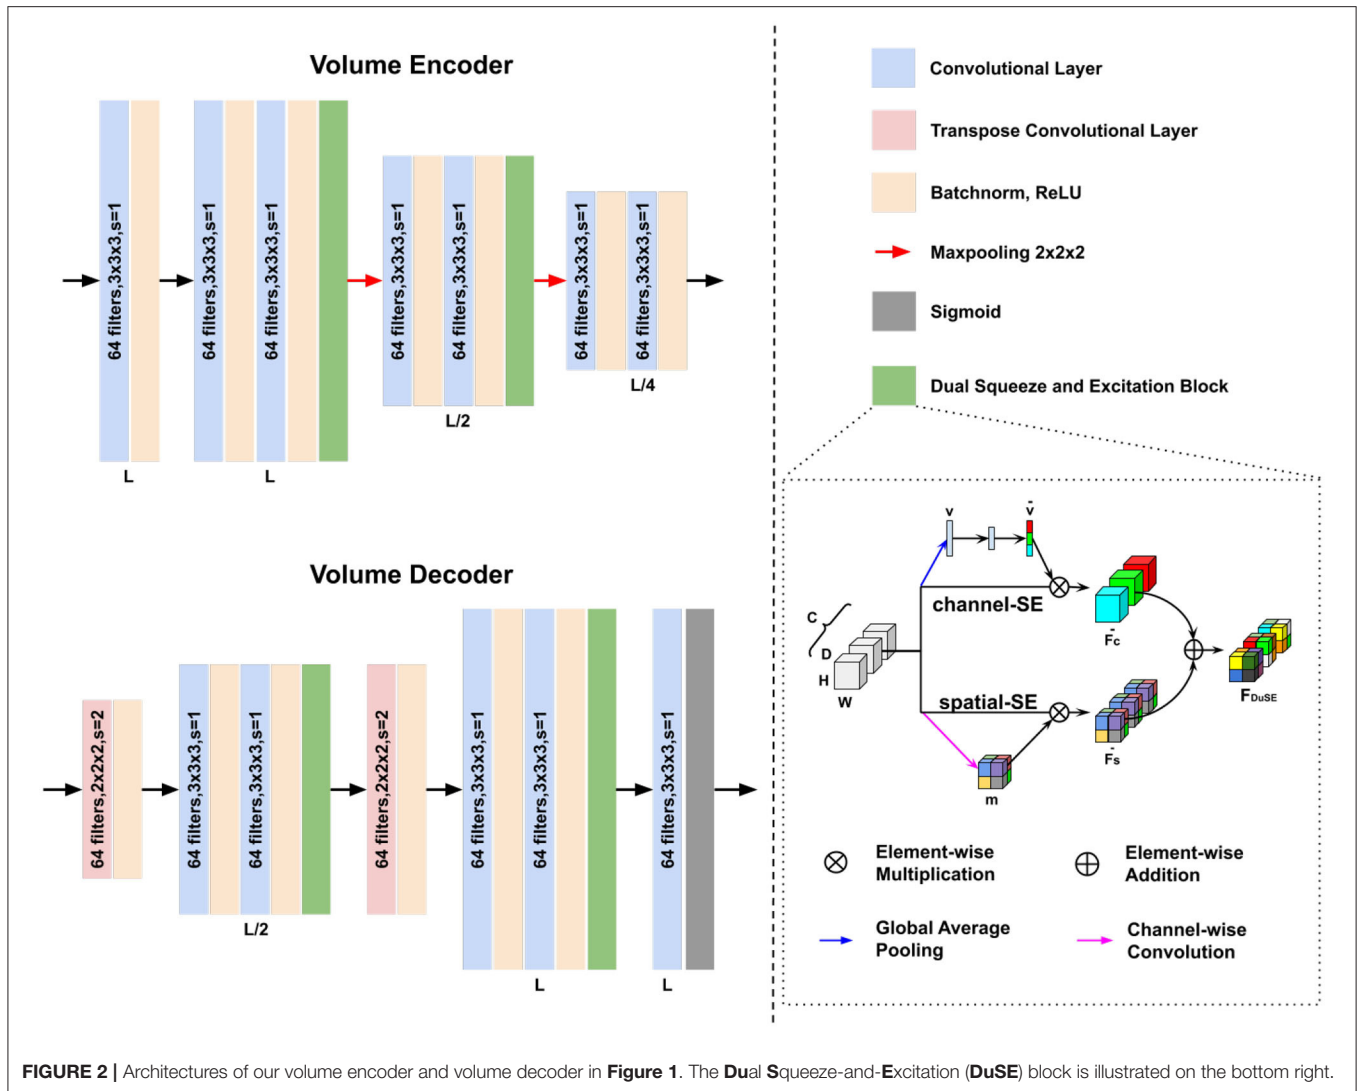 Volume Encoder
64 filters,3x3x3,s=1
64 filters,3x3x3,s=1
64 filters,3x3x3,s=1
64 filters,3x3x3,s=1
64 filters,3x3x3,s=1
64 filters,3x3x3,s=1
64 filters,3x3x3,s=1
L
L
L/2
L/4
Volume Decoder
64 filters,2x2x2,s=2
64 filters,3x3x3,s=1
64 filters,3x3x3,s=1
64 filters,2x2x2,s=2
64 filters,3x3x3,s=1
64 filters,3x3x3,s=1
64 filters,3x3x3,s=1
L/2
L
L
Convolutional Layer
Transpose Convolutional Layer
Batchnorm, ReLU
Maxpooling 2x2x2
Sigmoid
Dual Squeeze and Excitation Block
v
v̄
C
D
H
W
channel-SE
F̄c
spatial-SE
F̄s
m
FDuSE
Element-wise
Multiplication
Element-wise
Addition
Global Average
Pooling
Channel-wise
Convolution
FIGURE 2 | Architectures of our volume encoder and volume decoder in Figure 1. The Dual Squeeze-and-Excitation (DuSE) block is illustrated on the bottom right.